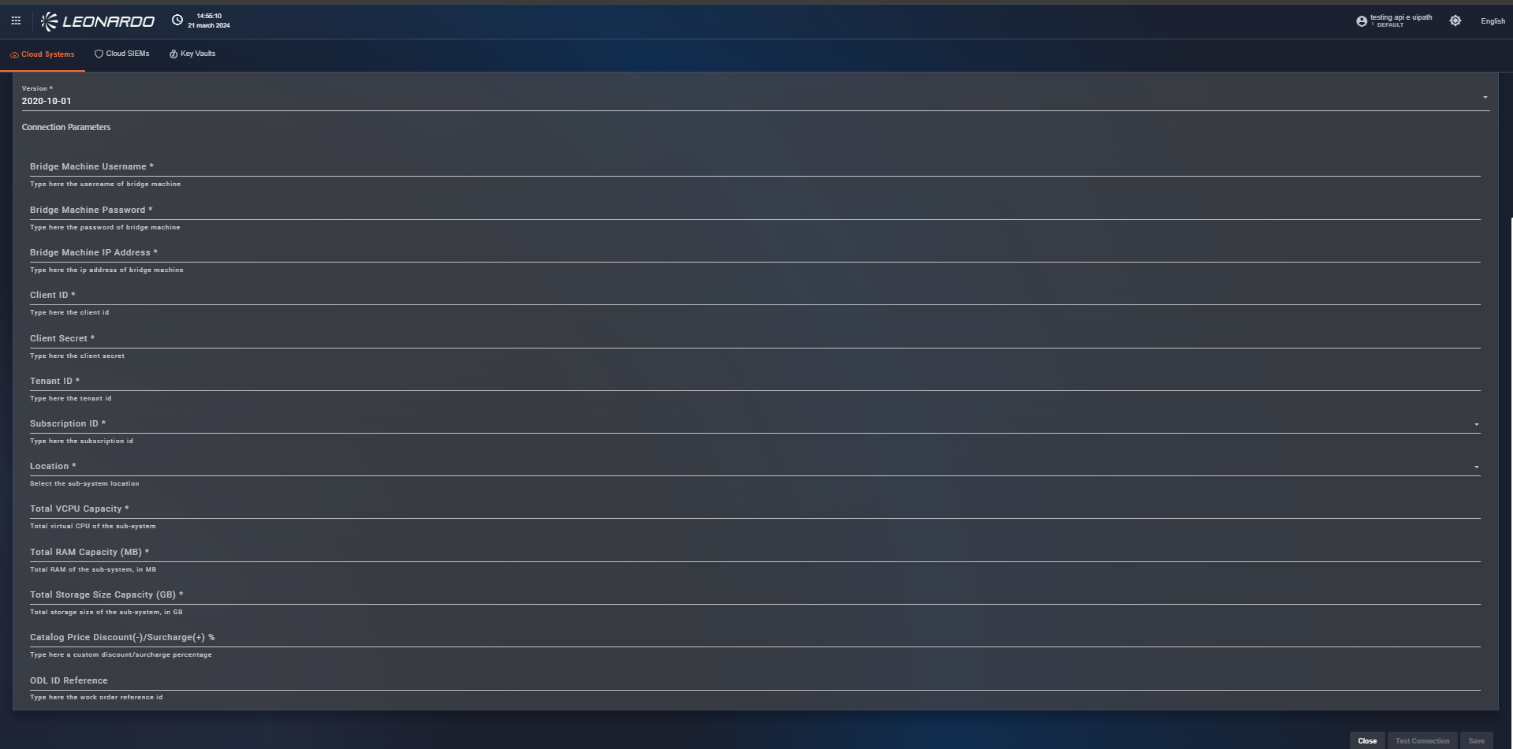 LEONARDO
14:55:10
21 march 2024
testing api e uipath
DEFAULT
English
Cloud Systems
Cloud SIEMs
Key Vaults
Version *
2020-10-01
Connection Parameters
Bridge Machine Username *
Type here the username of bridge machine
Bridge Machine Password *
Type here the password of bridge machine
Bridge Machine IP Address *
Type here the ip address of bridge machine
Client ID *
Type here the client id
Client Secret *
Type here the client secret
Tenant ID *
Type here the tenant id
Subscription ID *
Type here the subscription id
Location *
Select the sub-system location
Total VCPU Capacity *
Total virtual CPU of the sub-system
Total RAM Capacity (MB) *
Total RAM of the sub-system, in MB
Total Storage Size Capacity (GB) *
Total storage size of the sub-system, in GB
Catalog Price Discount(-)/Surcharge(+) %
Type here a custom discount/surcharge percentage
ODL ID Reference
Type here the work order reference id
Close
Test Connection
Save